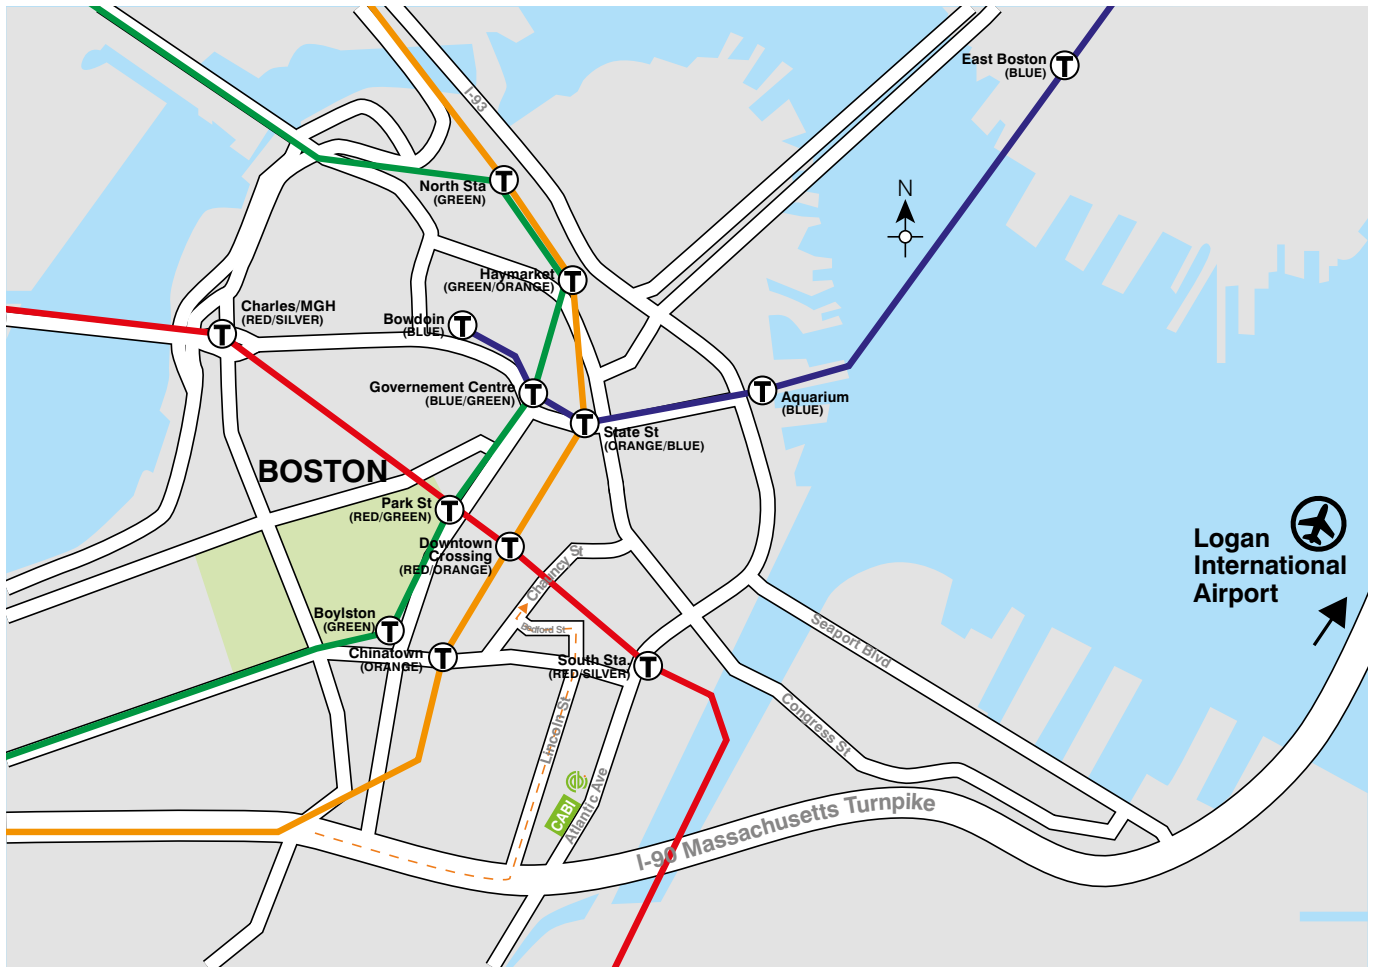 East Boston
(BLUE)
T
I-93
N
T
North Sta
(GREEN)
Haymarket
(GREEN/ORANGE)
T
Charles/MGH
(RED/SILVER)
T
Bowdoin
(BLUE)
T
Governement Centre
(BLUE/GREEN)
T
T
Aquarium
(BLUE)
T
State St
(ORANGE/BLUE)
BOSTON
Park St
(RED/GREEN)
T
Downtown
Crossing
(RED/ORANGE)
T
Chauncy St
Logan
International
Airport
Boylston
(GREEN)
T
Bedford St
Chinatown
(ORANGE)
T
South Sta.
(RED/SILVER)
T
Seaport Blvd
Congress St
Lincoln St
CABI
Atlantic Ave
I-90 Massachusetts Turnpike